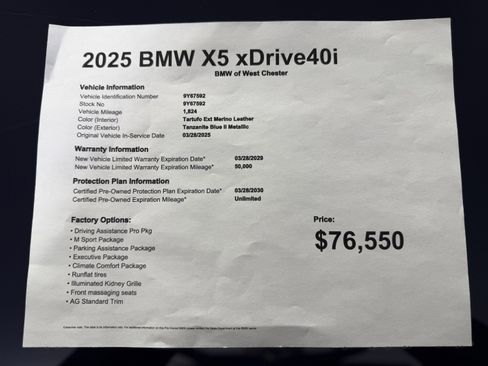 2025 BMW X5 xDrive40i
BMW of West Chester
Vehicle Information
Vehicle Identification Number 9Y67592
Stock No 9Y67592
Vehicle Mileage 1,824
Color (Interior) Tartufo Ext Merino Leather
Color (Exterior) Tanzanite Blue II Metallic
Original Vehicle In-Service Date 03/28/2025
Warranty Information
New Vehicle Limited Warranty Expiration Date* 03/28/2029
New Vehicle Limited Warranty Expiration Mileage* 50,000
Protection Plan Information
Certified Pre-Owned Protection Plan Expiration Date* 03/28/2030
Certified Pre-Owned Expiration Mileage* Unlimited
Factory Options:
• Driving Assistance Pro Pkg
• M Sport Package
• Parking Assistance Package
• Executive Package
• Climate Comfort Package
• Runflat tires
• Illuminated Kidney Grille
• Front massaging seats
• AG Standard Trim
Price:
$76,550